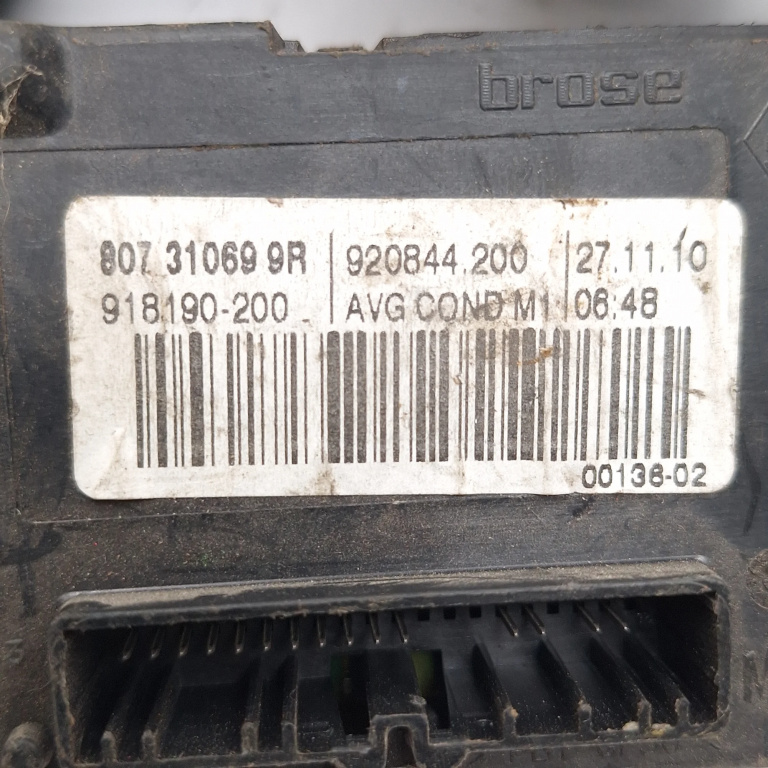 brose
807 31069 9R 920844.200 27.11.10
918190-200 AVG COND M1 06:48
00136-02